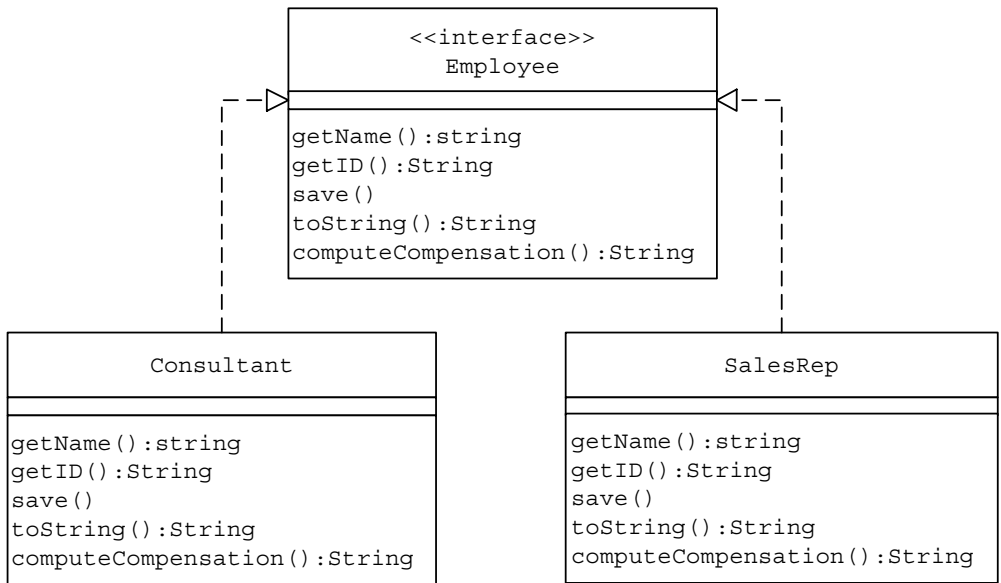 <<interface>>
Employee
getName():string
getID():String
save()
toString():String
computeCompensation():String
Consultant
getName():string
getID():String
save()
toString():String
computeCompensation():String
SalesRep
getName():string
getID():String
save()
toString():String
computeCompensation():String